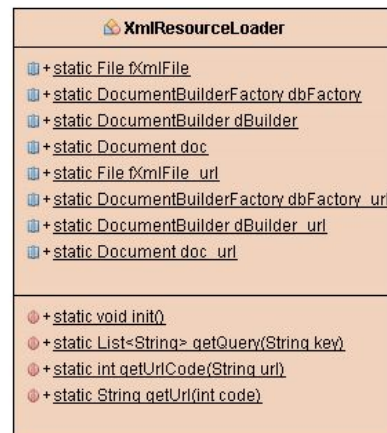 XmlResourceLoader
+static File fXmlFile
+static DocumentBuilderFactory dbFactory
+static DocumentBuilder dBuilder
+static Document doc
+static File fXmlFile_url
+static DocumentBuilderFactory dbFactory_url
+static DocumentBuilder dBuilder_url
+static Document doc_url
+static void init()
+static List<String> getQuery(String key)
+static int getUrlCode(String url)
+static String getUrl(int code)